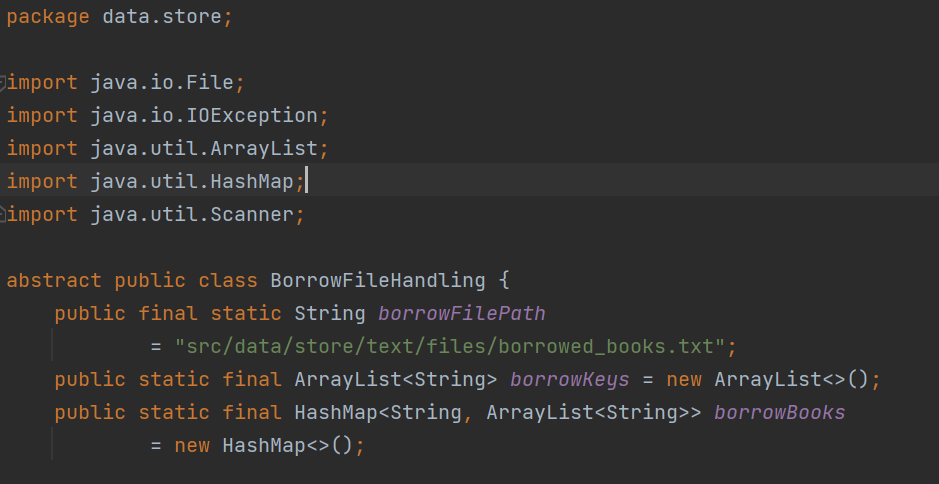 package data.store;
import java.io.File;
import java.io.IOException;
import java.util.ArrayList;
import java.util.HashMap;
import java.util.Scanner;
abstract public class BorrowFileHandling {
public final static String borrowFilePath
= "src/data/store/text/files/borrowed_books.txt";
public static final ArrayList<String> borrowKeys = new ArrayList<>();
public static final HashMap<String, ArrayList<String>> borrowBooks
= new HashMap<>();